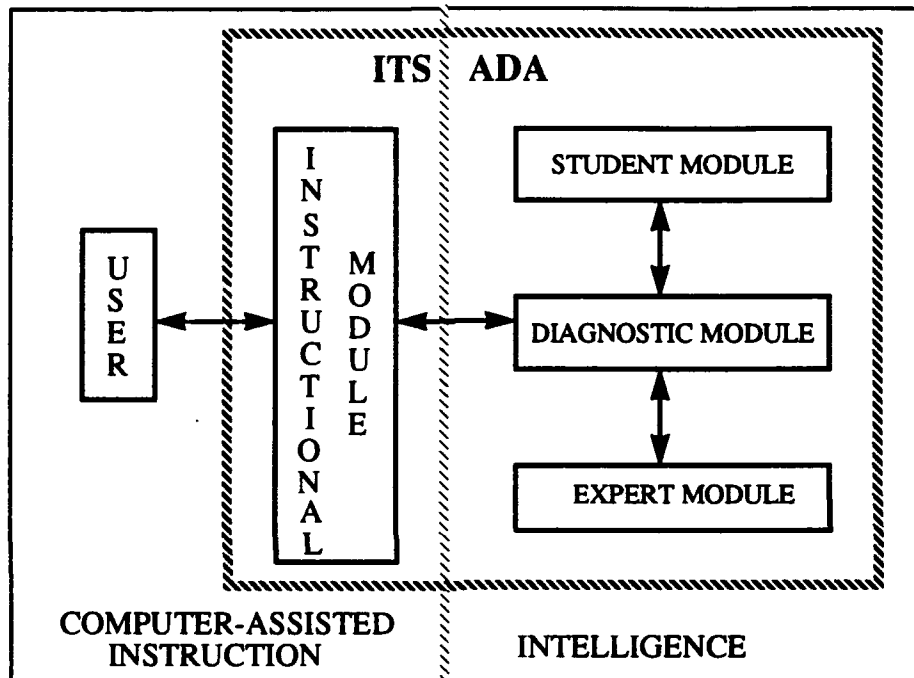 ITS ADA
USER
INSTRUCTIONAL
MODULE
STUDENT MODULE
DIAGNOSTIC MODULE
EXPERT MODULE
COMPUTER-ASSISTED
INSTRUCTION
INTELLIGENCE